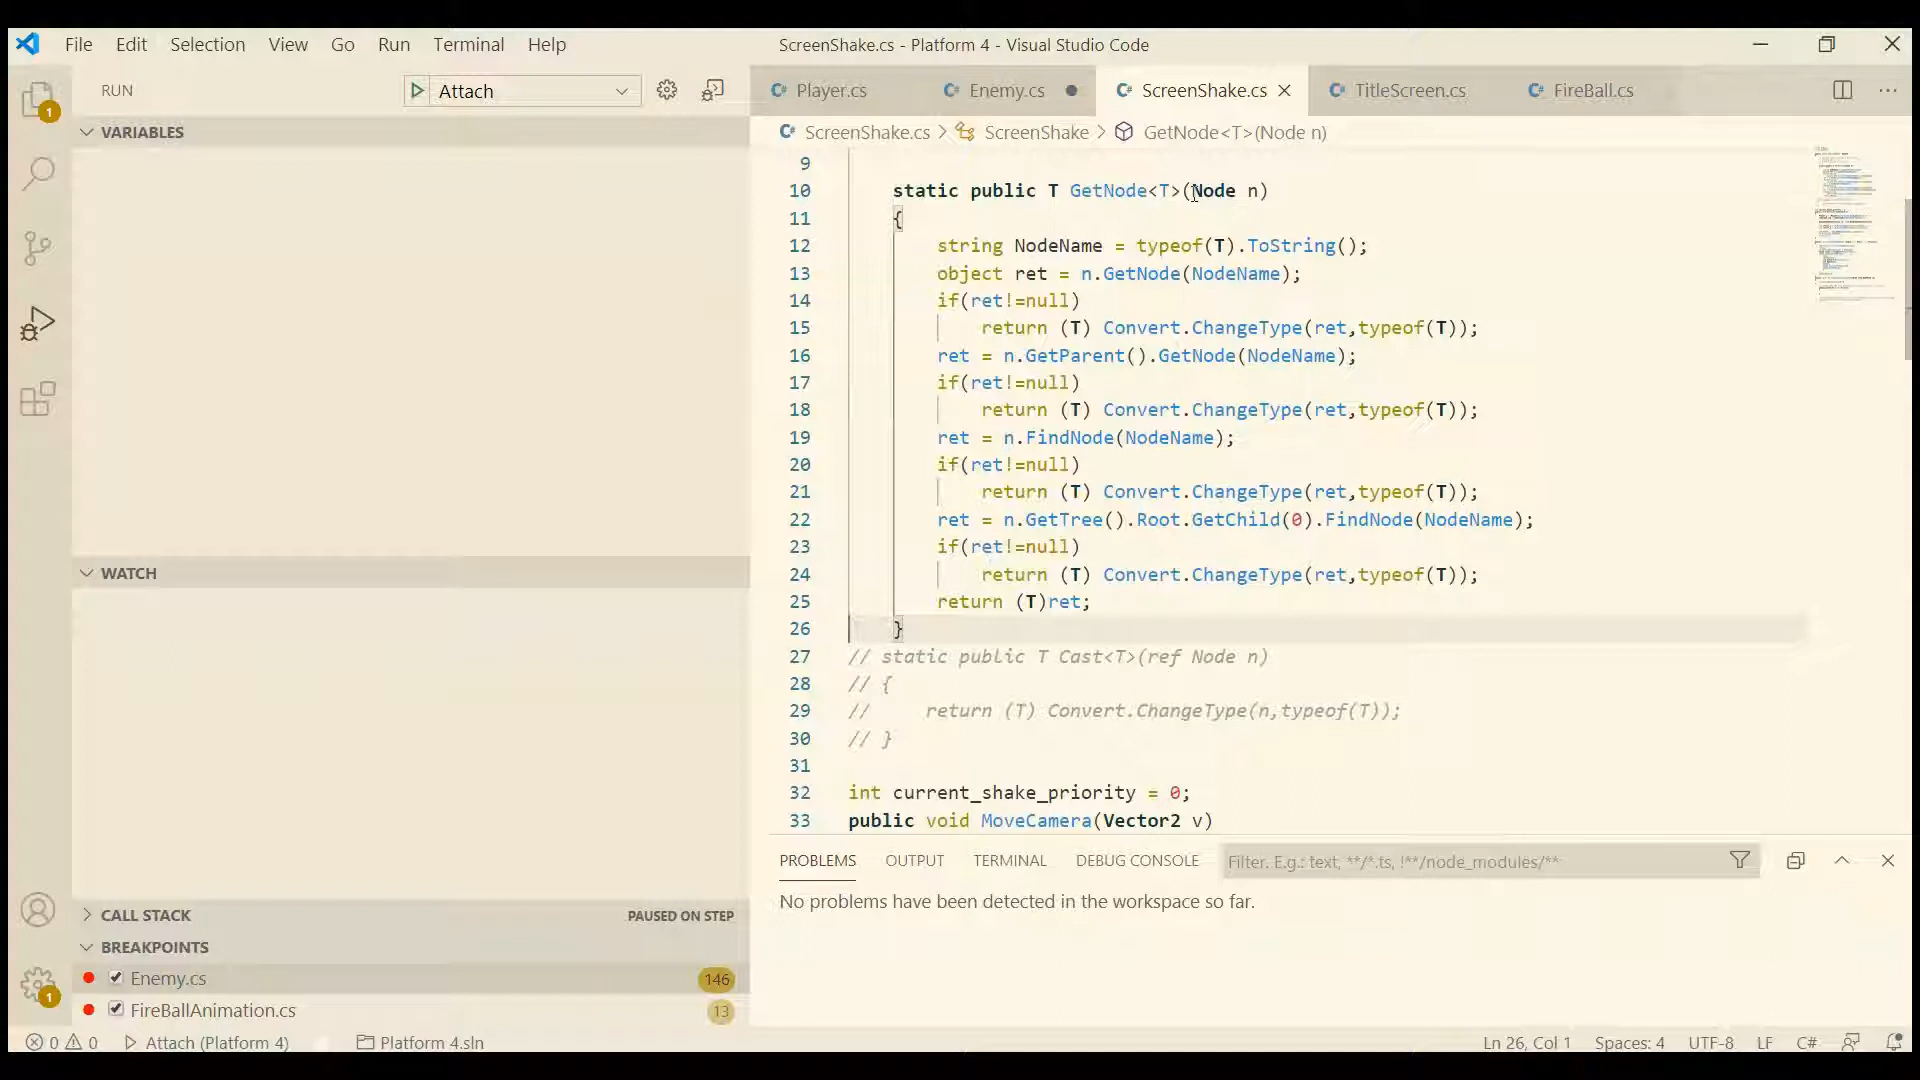 File Edit Selection View Go Run Terminal Help ScreenShake.cs - Platform 4 - Visual Studio Code
RUN Attach
Player.cs Enemy.cs ScreenShake.cs TitleScreen.cs FireBall.cs
1
VARIABLES
ScreenShake.cs > ScreenShake > GetNode<T>(Node n)
9
10 static public T GetNode<T>(Node n)
11 {
12 string NodeName = typeof(T).ToString();
13 object ret = n.GetNode(NodeName);
14 if(ret!=null)
15 return (T) Convert.ChangeType(ret,typeof(T));
16 ret = n.GetParent().GetNode(NodeName);
17 if(ret!=null)
18 return (T) Convert.ChangeType(ret,typeof(T));
19 ret = n.FindNode(NodeName);
20 if(ret!=null)
21 return (T) Convert.ChangeType(ret,typeof(T));
22 ret = n.GetTree().Root.GetChild(0).FindNode(NodeName);
23 if(ret!=null)
24 return (T) Convert.ChangeType(ret,typeof(T));
25 return (T)ret;
26 }
27 // static public T Cast<T>(ref Node n)
28 // {
29 // return (T) Convert.ChangeType(n,typeof(T));
30 // }
31
32 int current_shake_priority = 0;
33 public void MoveCamera(Vector2 v)
WATCH
PROBLEMS OUTPUT TERMINAL DEBUG CONSOLE Filter. E.g.: text, **/*.ts, !**/node_modules/**
No problems have been detected in the workspace so far.
CALL STACK PAUSED ON STEP
BREAKPOINTS
Enemy.cs 146
1
FireBallAnimation.cs 13
0 0 Attach (Platform 4) Platform 4.sln Ln 26, Col 1 Spaces: 4 UTF-8 LF C#